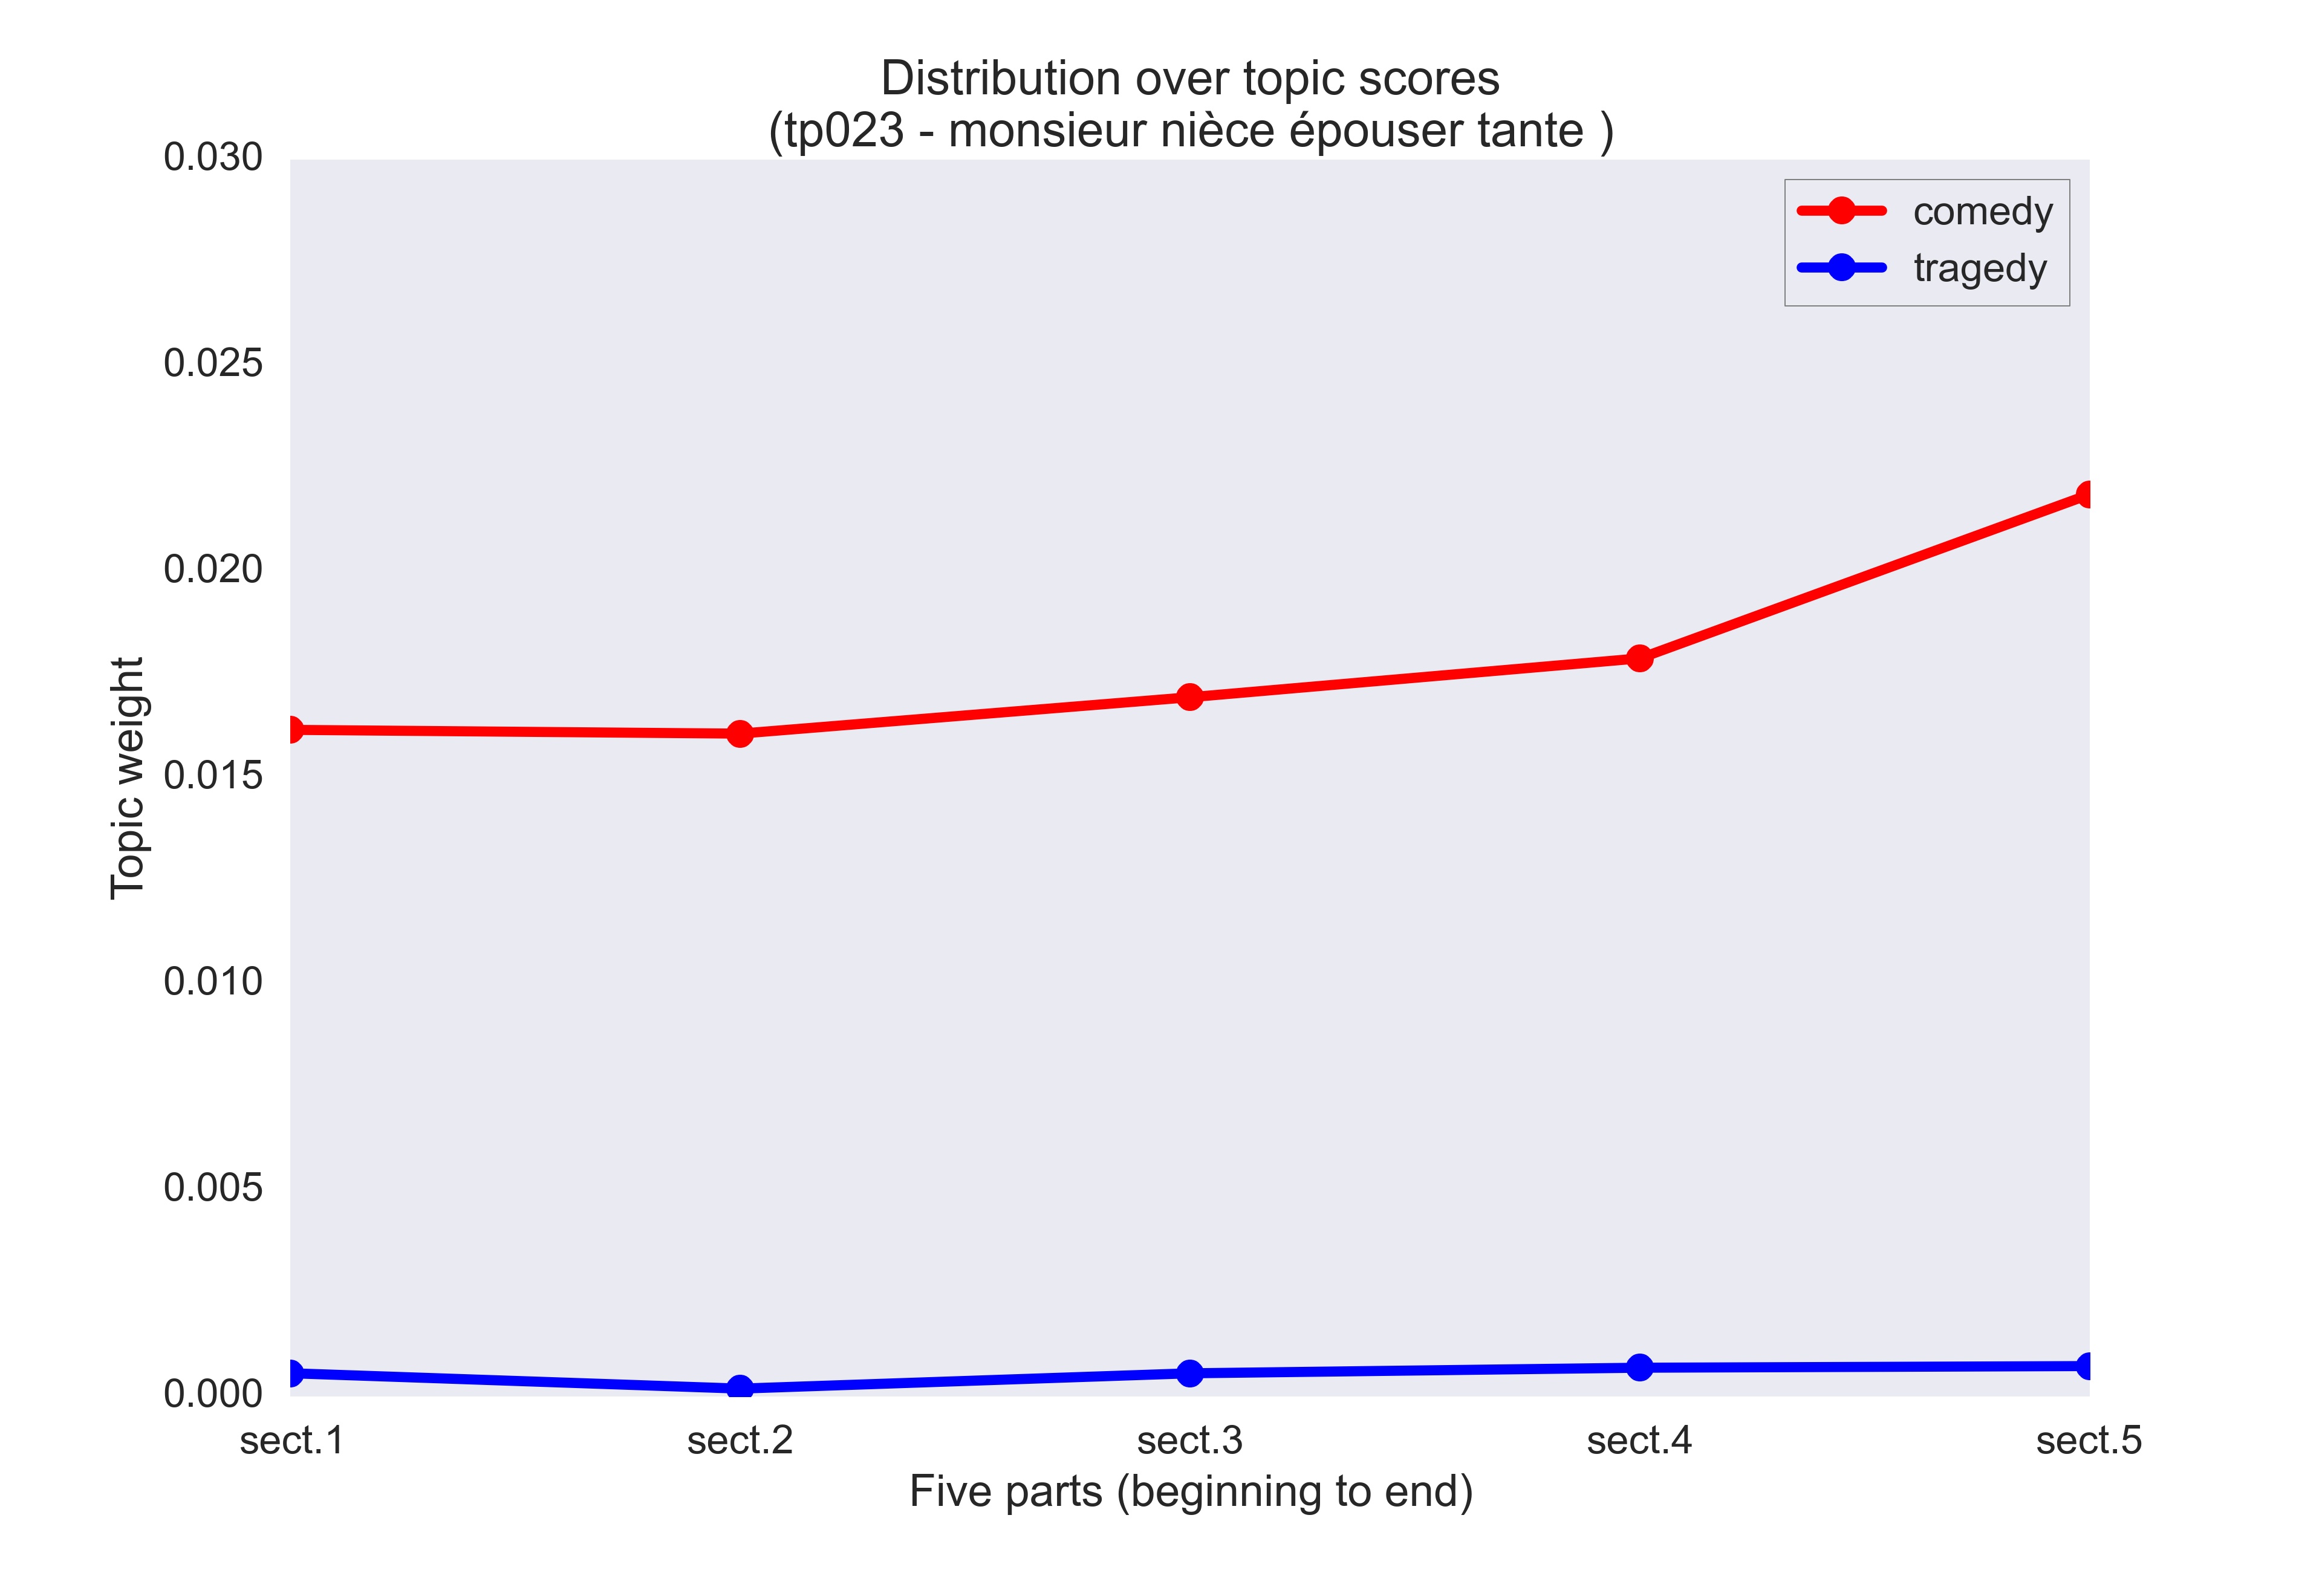 Distribution over topic scores
(tp023 - monsieur nièce épouser tante )
0.030
0.025
0.020
0.015
0.010
0.005
0.000
Topic weight
comedy
tragedy
sect.1 sect.2 sect.3 sect.4 sect.5
Five parts (beginning to end)